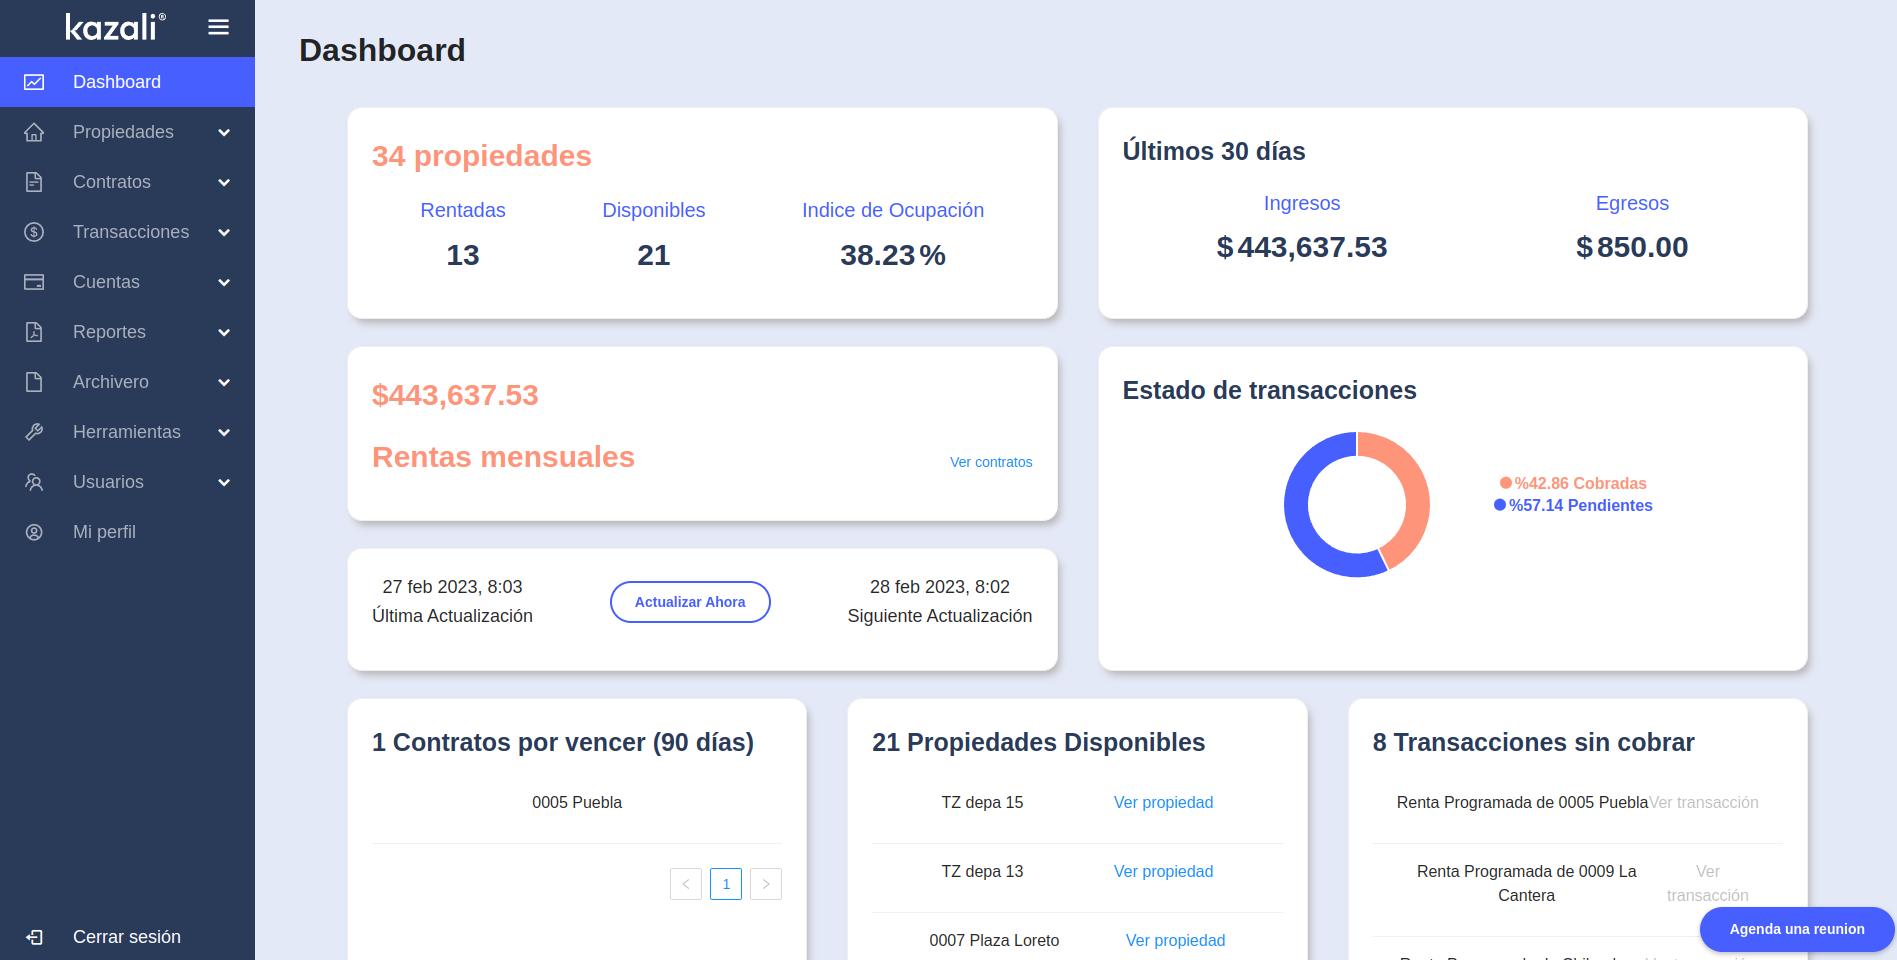 kazali®
Dashboard
Propiedades
Contratos
Transacciones
Cuentas
Reportes
Archivero
Herramientas
Usuarios
Mi perfil
Cerrar sesión
Dashboard
34 propiedades
Rentadas
Disponibles
Indice de Ocupación
13
21
38.23 %
Últimos 30 días
Ingresos
Egresos
$ 443,637.53
$ 850.00
$443,637.53
Rentas mensuales
Ver contratos
Estado de transacciones
%42.86 Cobradas
%57.14 Pendientes
27 feb 2023, 8:03
Última Actualización
Actualizar Ahora
28 feb 2023, 8:02
Siguiente Actualización
1 Contratos por vencer (90 días)
0005 Puebla
1
21 Propiedades Disponibles
TZ depa 15 Ver propiedad
TZ depa 13 Ver propiedad
0007 Plaza Loreto Ver propiedad
8 Transacciones sin cobrar
Renta Programada de 0005 Puebla Ver transacción
Renta Programada de 0009 La Ver
Cantera transacción
Agenda una reunion